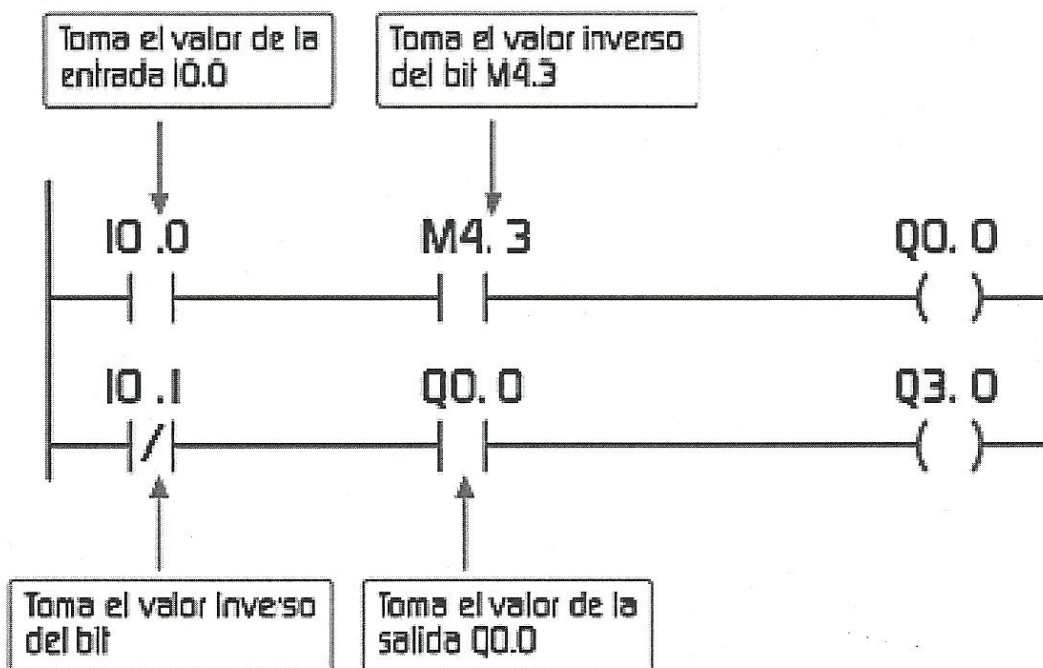 Toma el valor de la
entrada I0.0
Toma el valor inverso
del bit M4.3
I0 .0
M4. 3
Q0. 0
I0 .1
Q0. 0
Q3. 0
Toma el valor inverso
del bit
Toma el valor de la
salida Q0.0